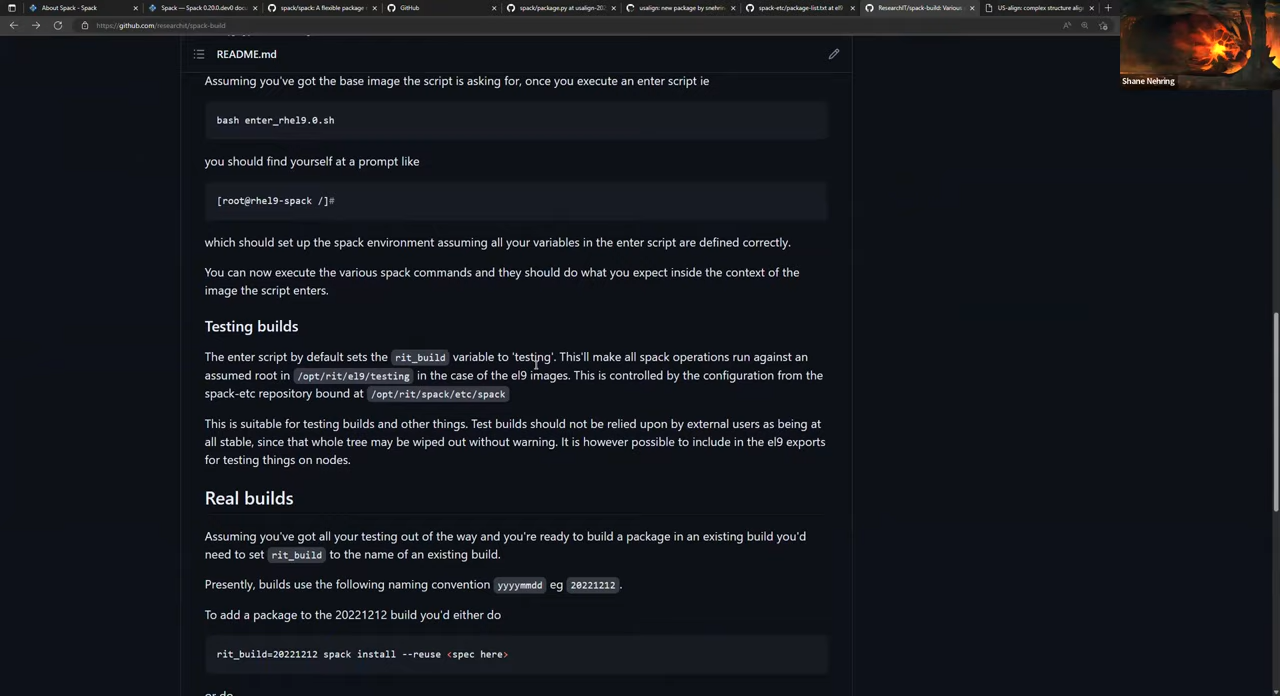 About Spack - Spack
Spack — Spack 0.20.0.dev0 docum
spack/spack: A flexible package
GitHub
spack/package.py at usalign-202
usalign: new package by snehrin
spack-etc/package-list.txt at el9
ResearchIT/spack-build: Various
US-align: complex structure alig
https://github.com/researchit/spack-build
Shane Nehring
README.md
Assuming you've got the base image the script is asking for, once you execute an enter script ie
bash enter_rhel9.0.sh
you should find yourself at a prompt like
[root@rhel9-spack /]#
which should set up the spack environment assuming all your variables in the enter script are defined correctly.
You can now execute the various spack commands and they should do what you expect inside the context of the
image the script enters.
Testing builds
The enter script by default sets the rit_build variable to 'testing'. This'll make all spack operations run against an
assumed root in /opt/rit/el9/testing in the case of the el9 images. This is controlled by the configuration from the
spack-etc repository bound at /opt/rit/spack/etc/spack
This is suitable for testing builds and other things. Test builds should not be relied upon by external users as being at
all stable, since that whole tree may be wiped out without warning. It is however possible to include in the el9 exports
for testing things on nodes.
Real builds
Assuming you've got all your testing out of the way and you're ready to build a package in an existing build you'd
need to set rit_build to the name of an existing build.
Presently, builds use the following naming convention yyyymmdd eg 20221212.
To add a package to the 20221212 build you'd either do
rit_build=20221212 spack install --reuse <spec here>
or do